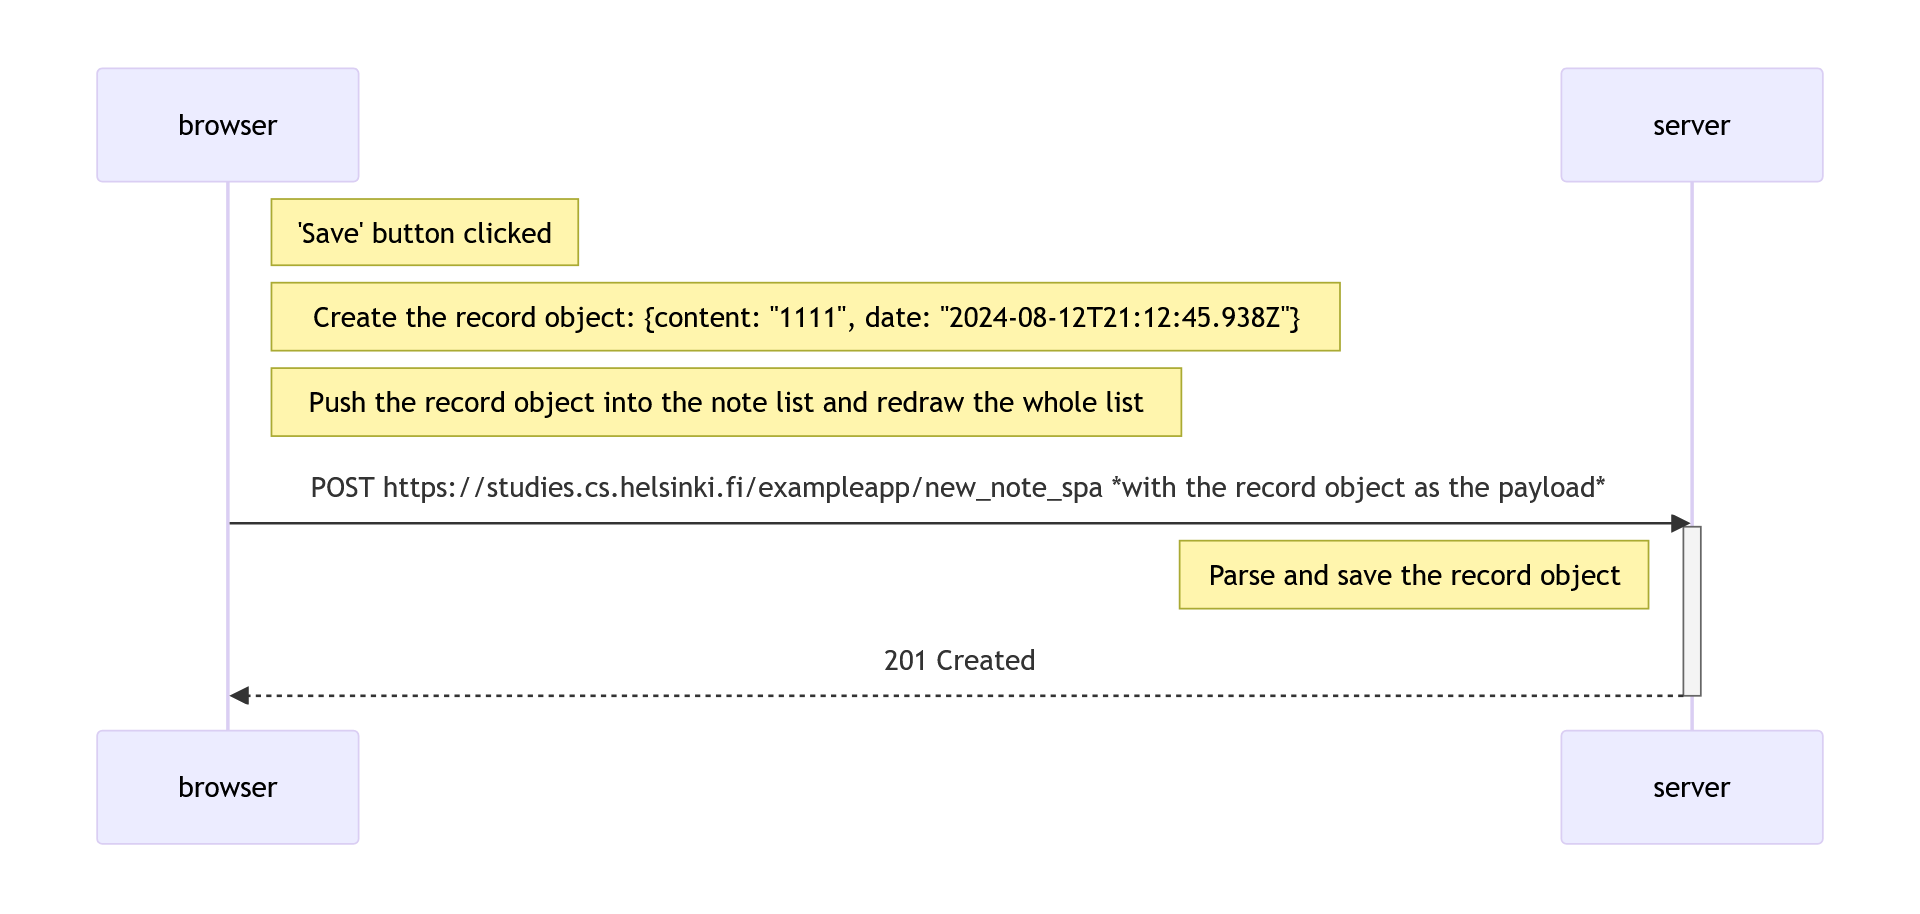 browser
server
'Save' button clicked
Create the record object: {content: "1111", date: "2024-08-12T21:12:45.938Z"}
Push the record object into the note list and redraw the whole list
POST https://studies.cs.helsinki.fi/exampleapp/new_note_spa *with the record object as the payload*
Parse and save the record object
201 Created
browser
server